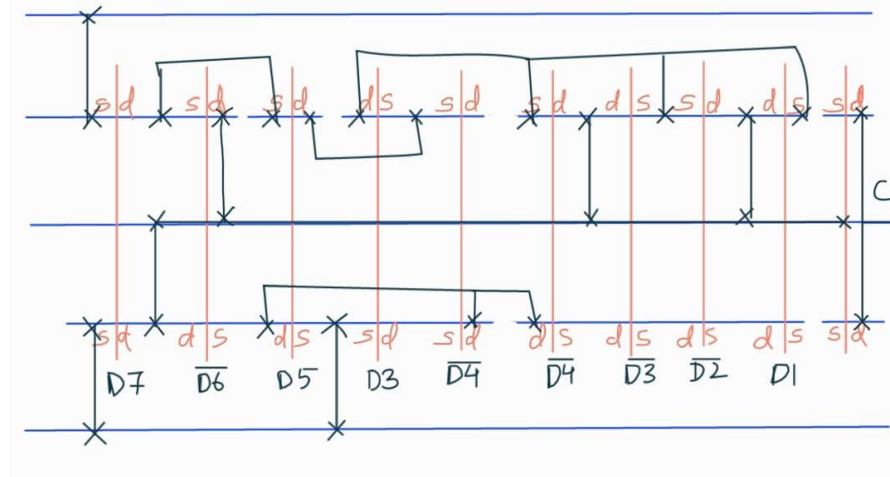 s d s d s d d s s d s d d s s d d s s d
C
s d d s d s s d s d d s d s d s d s s d
D7 D̅6̅ D5 D3 D̅4̅ D̅4̅ D̅3̅ D̅2̅ D1